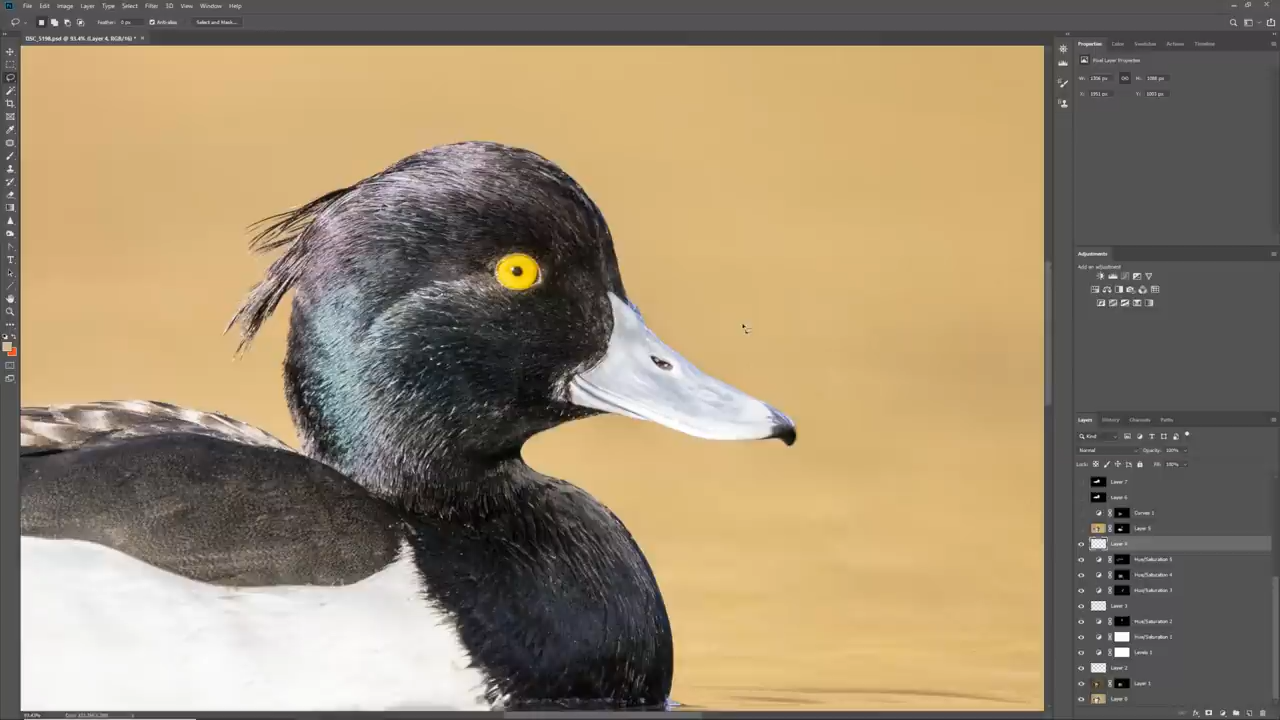 File Edit Image Layer Type Select Filter 3D View Window Help
Feather: 0 px Anti-alias Select and Mask...
DSC_5198.psd @ 93.4% (Layer 4, RGB/16) *
Properties Swatches Actions Timeline
Pixel Layer Properties
W: H:
X: Y:
Adjustments
Add an adjustment
Layers History Channels Paths
Kind
Normal Opacity: 100%
Lock: Fill: 100%
Layer 7
Layer 6
Curves 1
Layer 5
Layer 4
Hue/Saturation 5
Hue/Saturation 4
Hue/Saturation 3
Layer 3
Hue/Saturation 2
Hue/Saturation 1
Levels 1
Layer 2
Layer 1
Layer 0